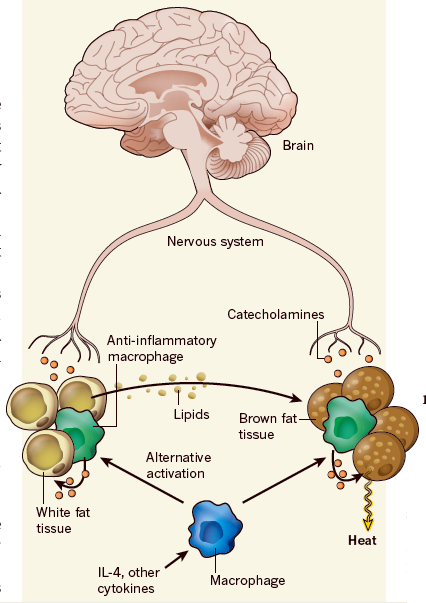 Brain
Nervous system
Catecholamines
Anti-inflammatory
macrophage
Lipids
Brown fat
tissue
Alternative
activation
White fat
tissue
Heat
IL-4, other
cytokines
Macrophage